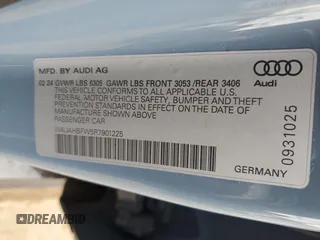 MFD. BY AUDI AG
02 24 GVWR LBS 6305 GAWR LBS FRONT 3053 /REAR 3406
THIS VEHICLE CONFORMS TO ALL APPLICABLE U.S.
FEDERAL MOTOR VEHICLE SAFETY, BUMPER AND THEFT
PREVENTION STANDARDS IN EFFECT ON THE DATE OF
MANUFACTURE SHOWN ABOVE.
PASSENGER CAR
Audi
0931025
GERMANY
DREAMBID